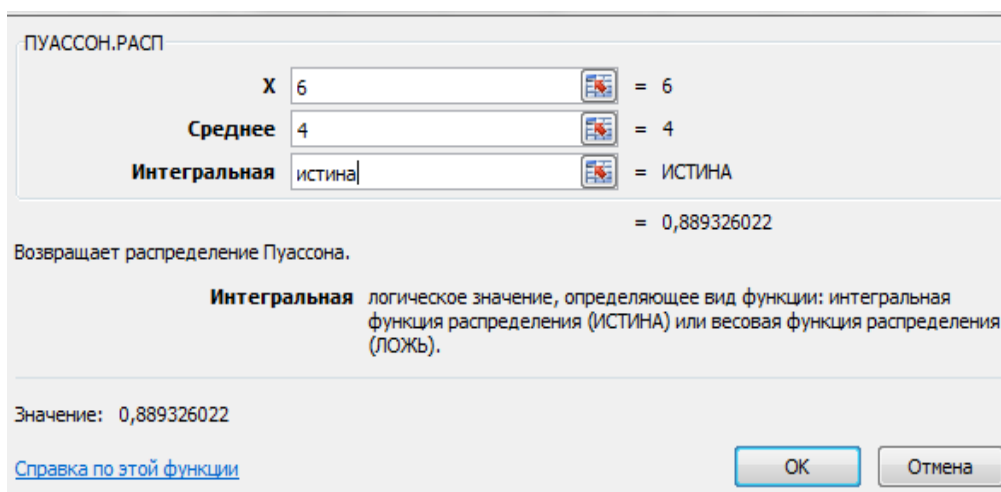 ПУАССОН.РАСП
X 6 = 6
Среднее 4 = 4
Интегральная истина = ИСТИНА
= 0,889326022
Возвращает распределение Пуассона.
Интегральная логическое значение, определяющее вид функции: интегральная
функция распределения (ИСТИНА) или весовая функция распределения
(ЛОЖЬ).
Значение: 0,889326022
Справка по этой функции OK Отмена